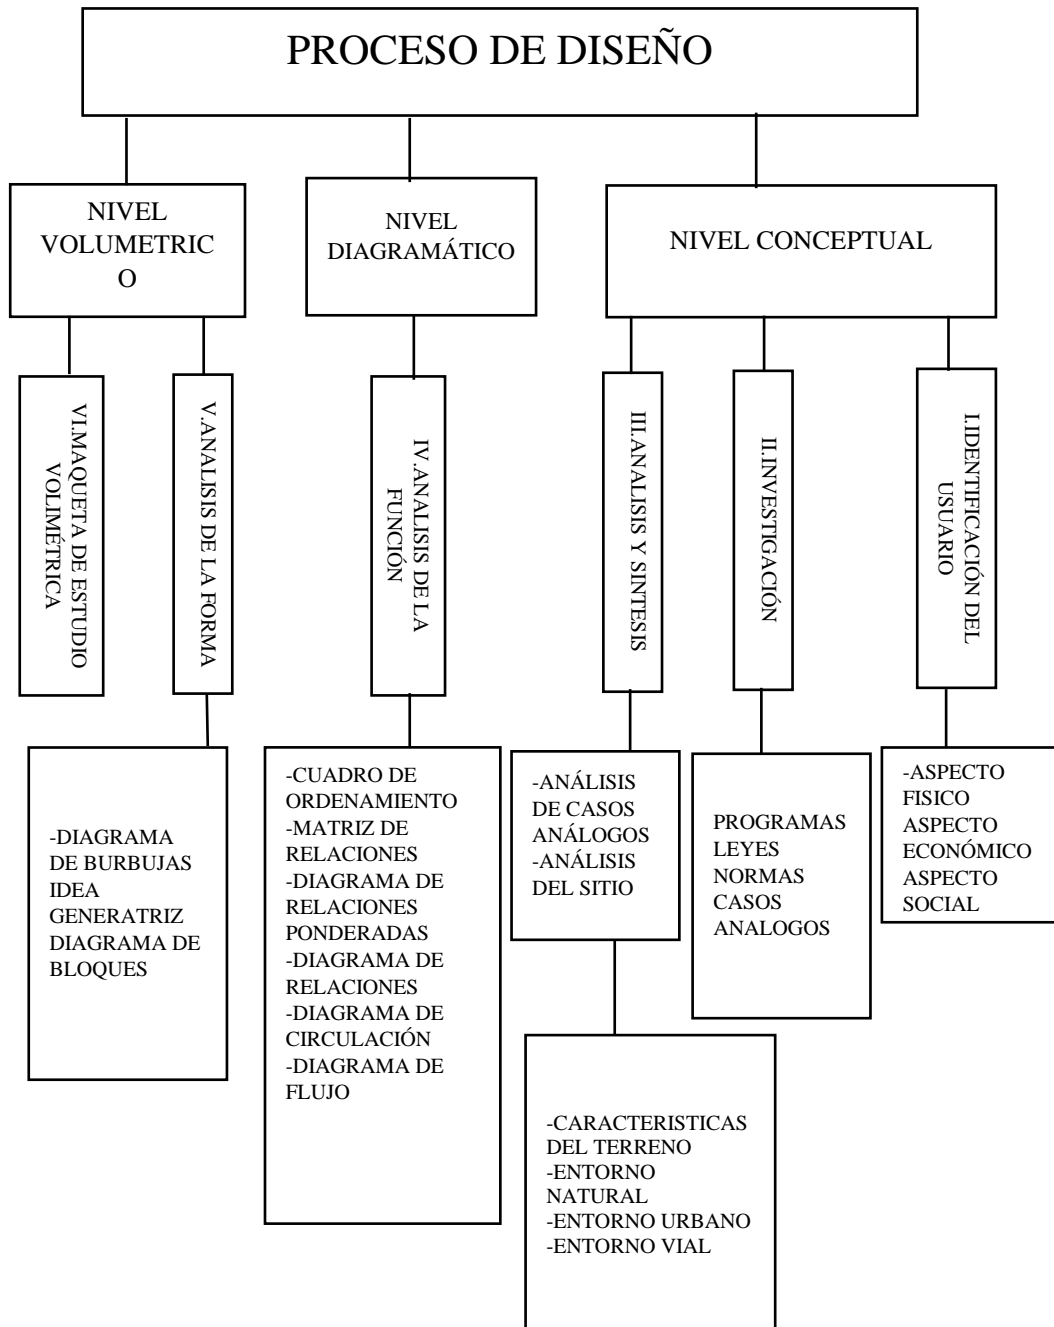 PROCESO DE DISEÑO
NIVEL
VOLUMETRIC
O
NIVEL
DIAGRAMÁTICO
NIVEL CONCEPTUAL
VI.MAQUETA DE ESTUDIO
VOLIMÉTRICA
V.ANALISIS DE LA FORMA
IV.ANALISIS DE LA
FUNCIÓN
III.ANALISIS Y SINTESIS
II.INVESTIGACIÓN
I.IDENTIFICACIÓN DEL
USUARIO
-DIAGRAMA
DE BURBUJAS
IDEA
GENERATRIZ
DIAGRAMA DE
BLOQUES
-CUADRO DE
ORDENAMIENTO
-MATRIZ DE
RELACIONES
-DIAGRAMA DE
RELACIONES
PONDERADAS
-DIAGRAMA DE
RELACIONES
-DIAGRAMA DE
CIRCULACIÓN
-DIAGRAMA DE
FLUJO
-ANÁLISIS
DE CASOS
ANÁLOGOS
-ANÁLISIS
DEL SITIO
PROGRAMAS
LEYES
NORMAS
CASOS
ANALOGOS
-ASPECTO
FISICO
ASPECTO
ECONÓMICO
ASPECTO
SOCIAL
-CARACTERISTICAS
DEL TERRENO
-ENTORNO
NATURAL
-ENTORNO URBANO
-ENTORNO VIAL